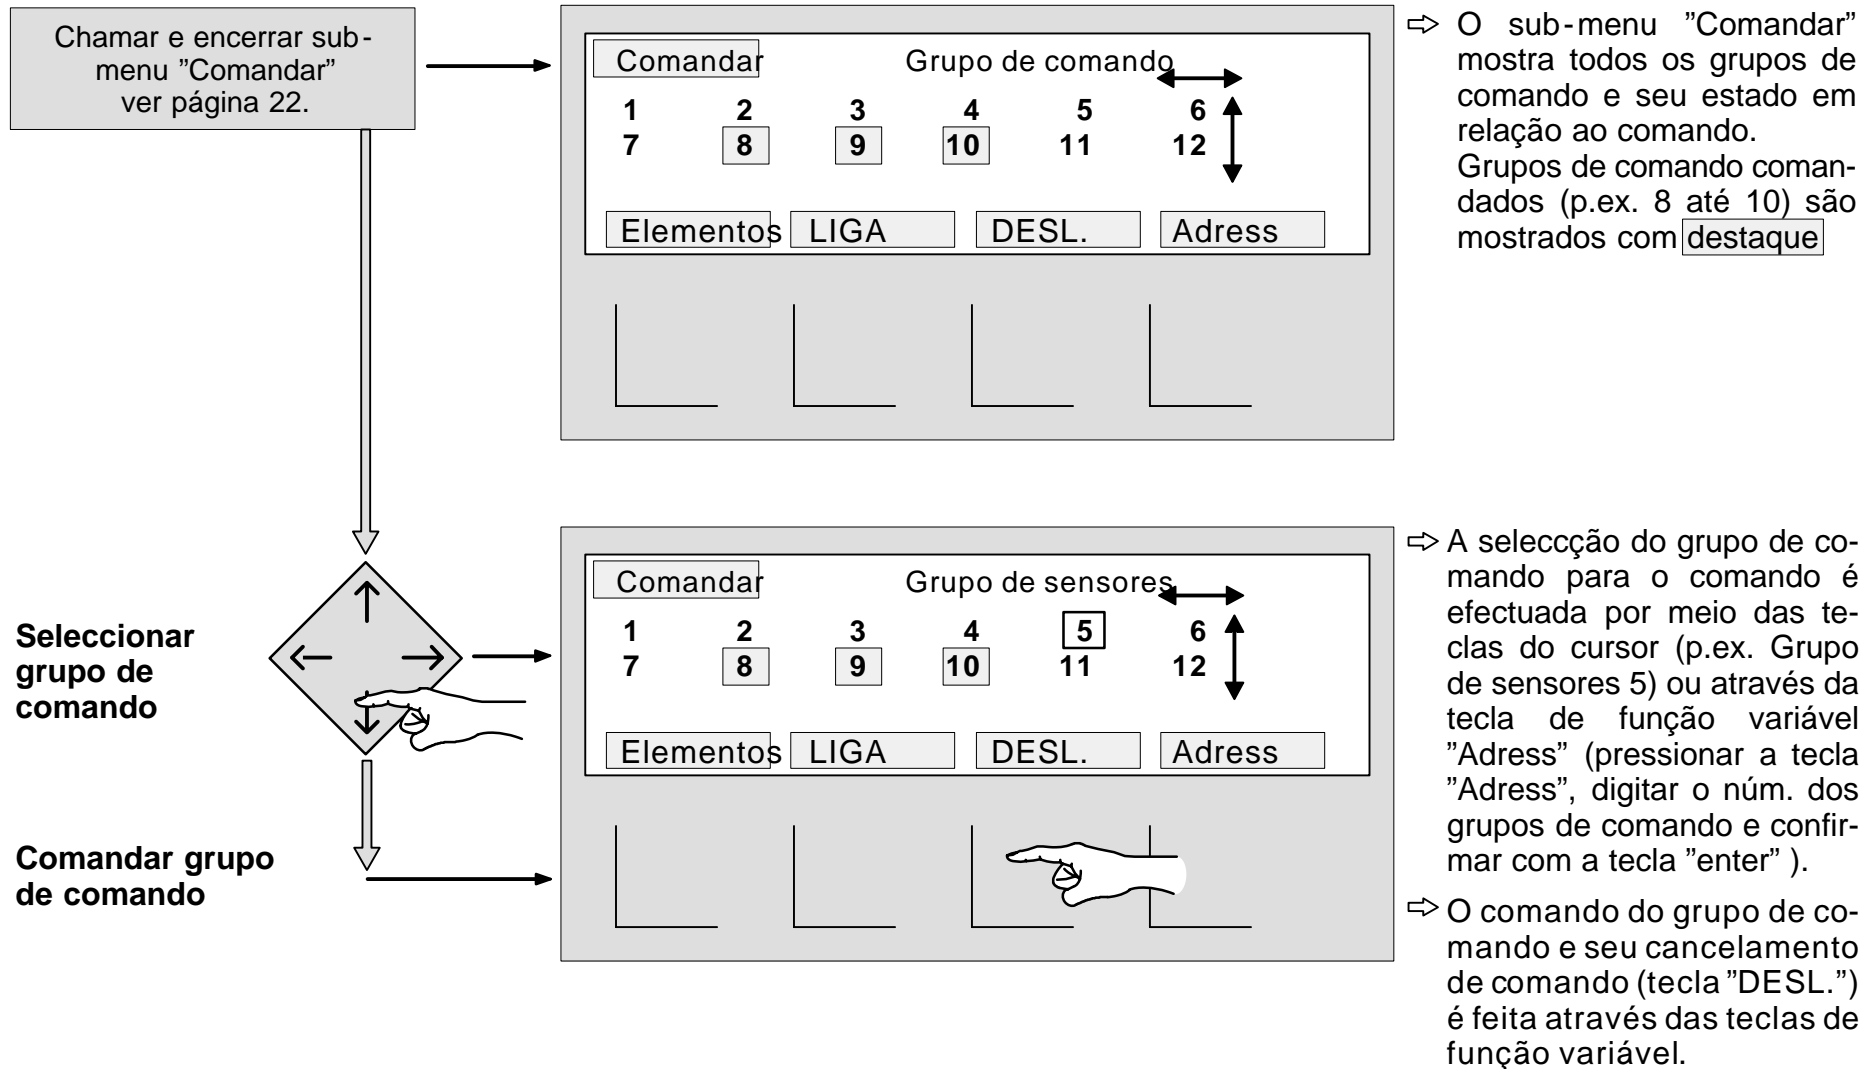 Chamar e encerrar sub-
menu ”Comandar”
ver página 22.
Comandar Grupo de comando
1 2 3 4 5 6
7 8 9 10 11 12
Elementos LIGA DESL. Adress
⇨ O sub-menu ”Comandar”
mostra todos os grupos de
comando e seu estado em
relação ao comando.
Grupos de comando coman-
dados (p.ex. 8 até 10) são
mostrados com destaque
Seleccionar
grupo de
comando
Comandar Grupo de sensores
1 2 3 4 5 6
7 8 9 10 11 12
Elementos LIGA DESL. Adress
Comandar grupo
de comando
⇨ A selecção do grupo de co-
mando para o comando é
efectuada por meio das te-
clas do cursor (p.ex. Grupo
de sensores 5) ou através da
tecla de função variável
”Adress” (pressionar a tecla
”Adress”, digitar o núm. dos
grupos de comando e confir-
mar com a tecla ”enter” ).
⇨ O comando do grupo de co-
mando e seu cancelamento
de comando (tecla ”DESL.”)
é feita através das teclas de
função variável.